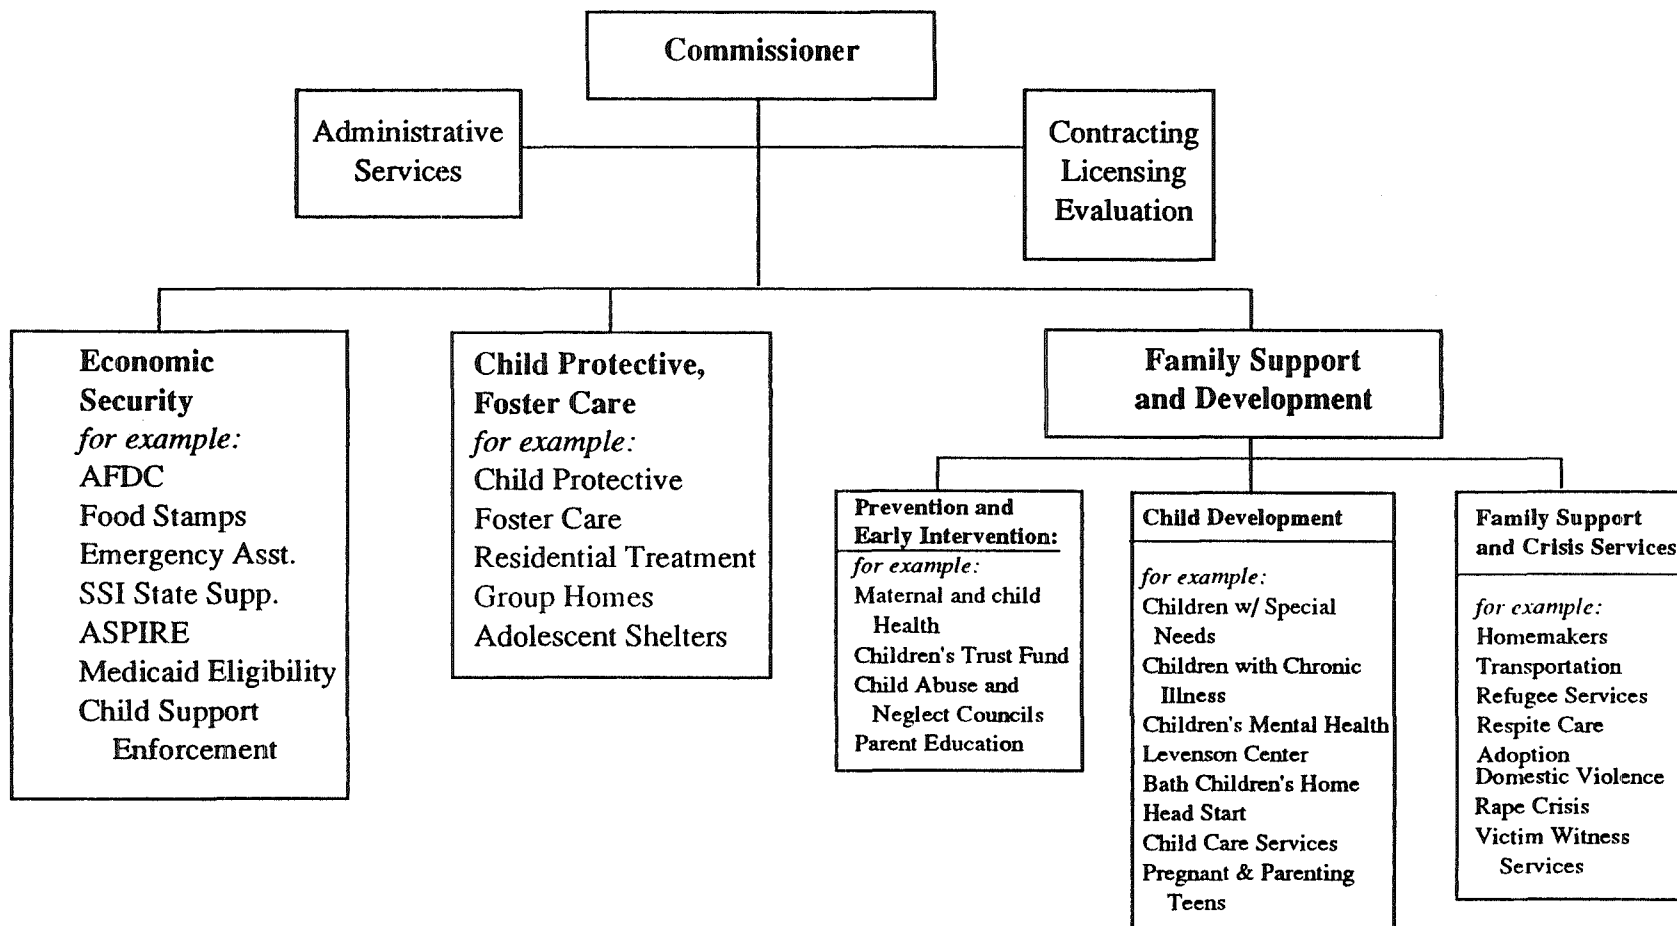 Commissioner
Administrative
Services
Contracting
Licensing
Evaluation
Economic
Security
for example:
AFDC
Food Stamps
Emergency Asst.
SSI State Supp.
ASPIRE
Medicaid Eligibility
Child Support
Enforcement
Child Protective,
Foster Care
for example:
Child Protective
Foster Care
Residential Treatment
Group Homes
Adolescent Shelters
Family Support
and Development
Prevention and
Early Intervention:
for example:
Maternal and child
Health
Children's Trust Fund
Child Abuse and
Neglect Councils
Parent Education
Child Development
for example:
Children w/ Special
Needs
Children with Chronic
Illness
Children's Mental Health
Levenson Center
Bath Children's Home
Head Start
Child Care Services
Pregnant & Parenting
Teens
Family Support
and Crisis Services
for example:
Homemakers
Transportation
Refugee Services
Respite Care
Adoption
Domestic Violence
Rape Crisis
Victim Witness
Services